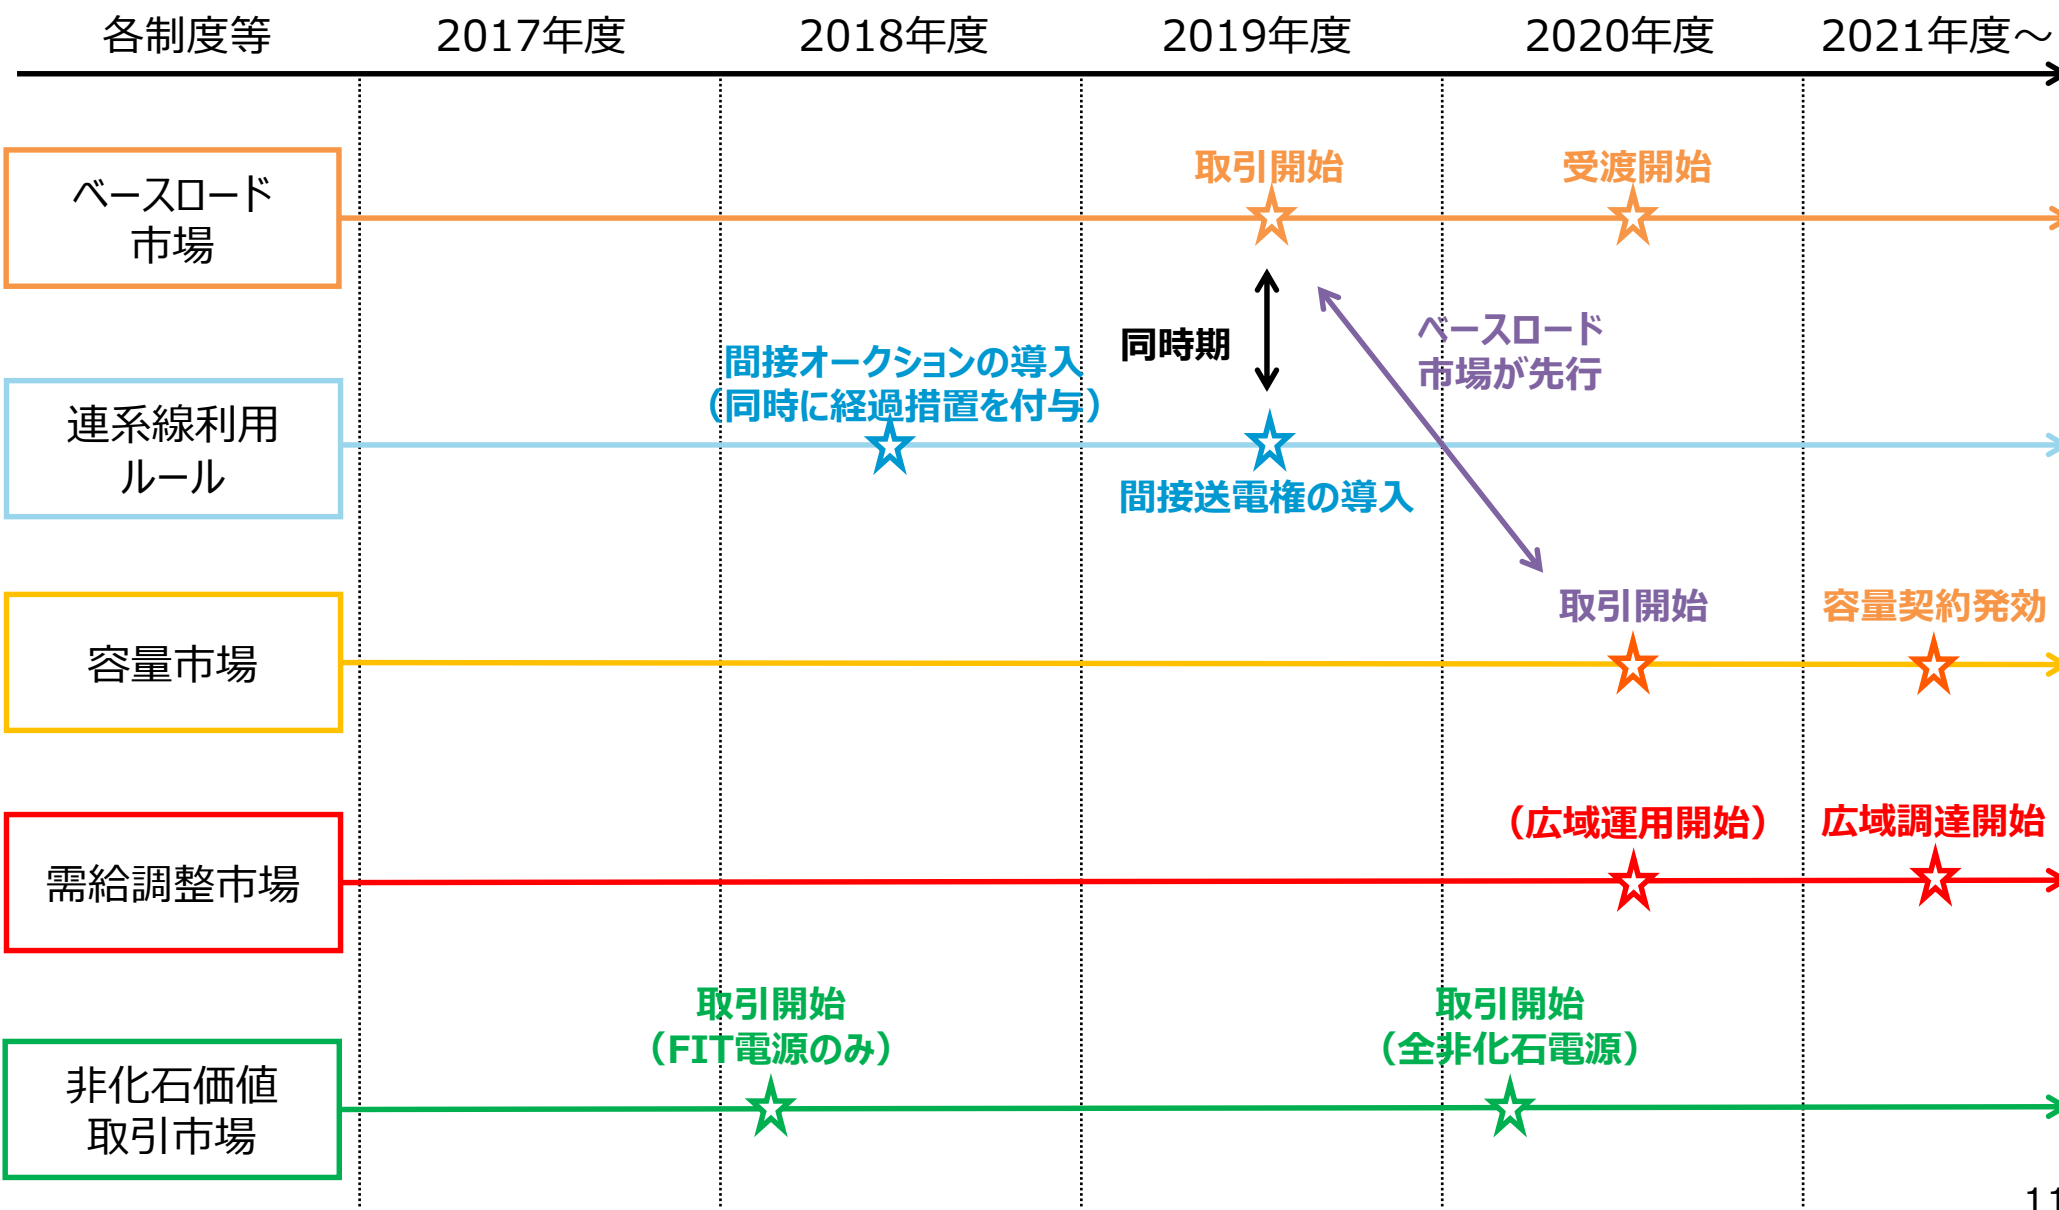 各制度等 2017年度 2018年度 2019年度 2020年度 2021年度～
ベースロード
市場
取引開始
受渡開始
同時期
ベースロード
市場が先行
連系線利用
ルール
間接オークションの導入
（同時に経過措置を付与）
間接送電権の導入
容量市場
取引開始
容量契約発効
需給調整市場
（広域運用開始）
広域調達開始
非化石価値
取引市場
取引開始
（FIT電源のみ）
取引開始
（全非化石電源）
11